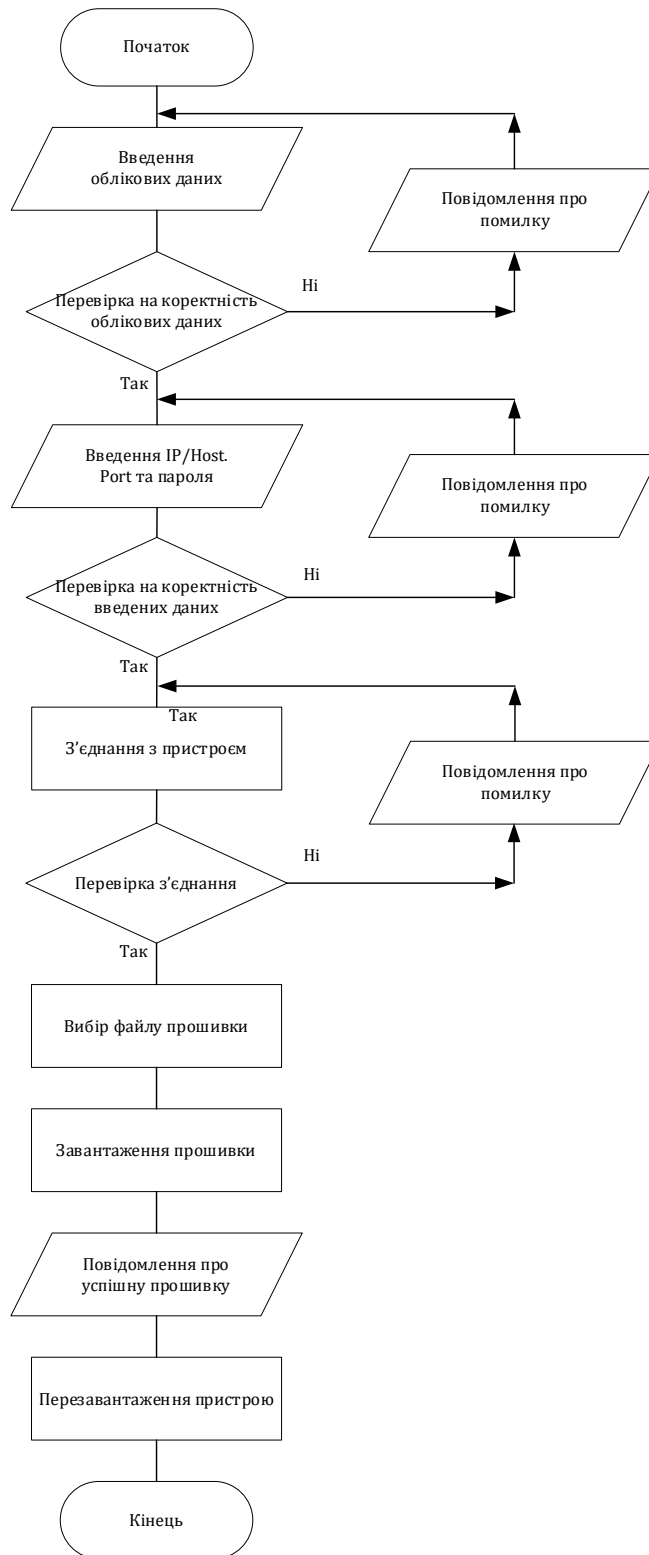 Початок
Введення
облікових даних
Повідомлення про
помилку
Перевірка на коректність
облікових даних
Ні
Так
Введення IP/Host.
Port та пароля
Повідомлення про
помилку
Перевірка на коректність
введених даних
Ні
Так
Так
З’єднання з пристроєм
Повідомлення про
помилку
Перевірка з’єднання
Ні
Так
Вибір файлу прошивки
Завантаження прошивки
Повідомлення про
успішну прошивку
Перезавантаження пристрою
Кінець